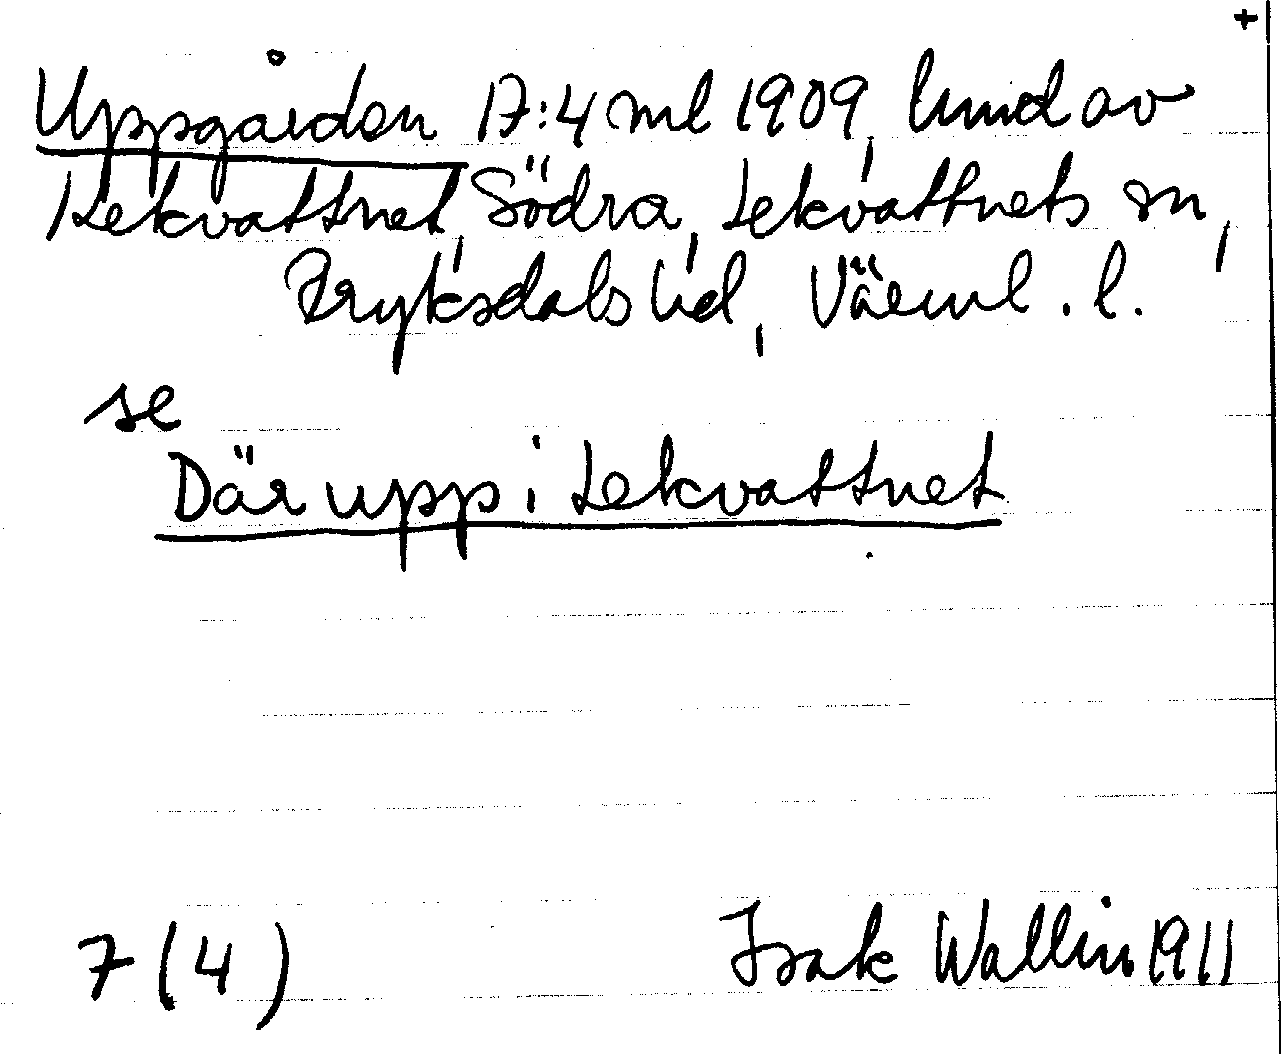 +
Uppgården 17:4 ml 1909, lund av
Lekvattnet, Södra, Lekvattnets sn,
Fryksdals hd, Värml. l.
se
Där upp i Lekvattnet
7 (4) Isak Wallin 1911